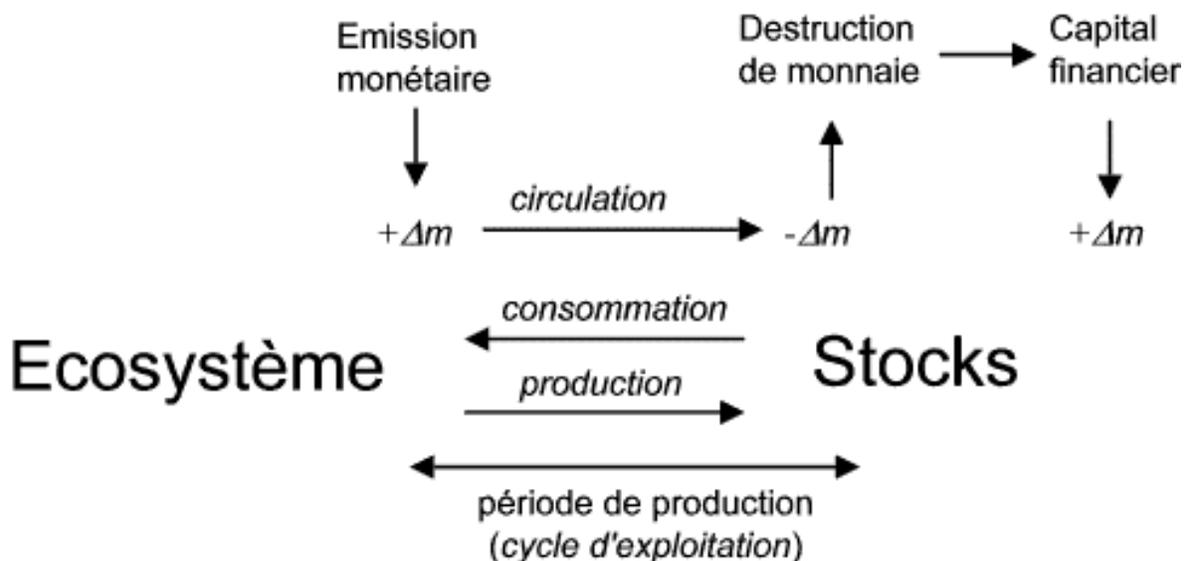 Emission
monétaire
Destruction
de monnaie
Capital
financier
circulation
+Δm
-Δm
+Δm
consommation
Ecosystème
Stocks
production
période de production
(cycle d'exploitation)